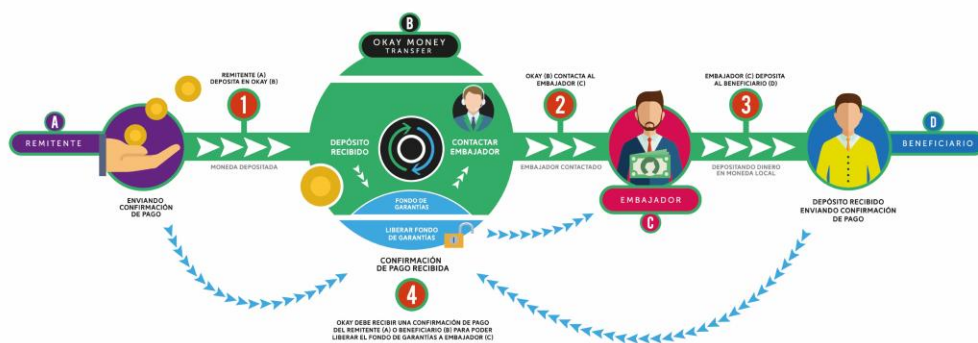 B
OKAY MONEY
TRANSFER
REMITENTE (A)
DEPOSITA EN OKAY (B)
1
OKAY (B) CONTACTA AL
EMBAJADOR (C)
2
EMBAJADOR (C) DEPOSITA
AL BENEFICIARIO (D)
3
A
REMITENTE
D
BENEFICIARIO
DEPÓSITO
RECIBIDO
CONTACTAR
EMBAJADOR
MONEDA DEPOSITADA
EMBAJADOR CONTACTADO
DEPOSITANDO DINERO
EN MONEDA LOCAL
ENVIANDO
CONFIRMACIÓN
DE PAGO
FONDO DE
GARANTÍAS
EMBAJADOR
C
DEPÓSITO RECIBIDO
ENVIANDO CONFIRMACIÓN
DE PAGO
LIBERAR FONDO
DE GARANTÍAS
CONFIRMACIÓN
DE PAGO RECIBIDA
4
OKAY DEBE RECIBIR UNA CONFIRMACIÓN DE PAGO
DEL REMITENTE (A) O BENEFICIARIO (B) PARA PODER
LIBERAR EL FONDO DE GARANTÍAS A EMBAJADOR (C)